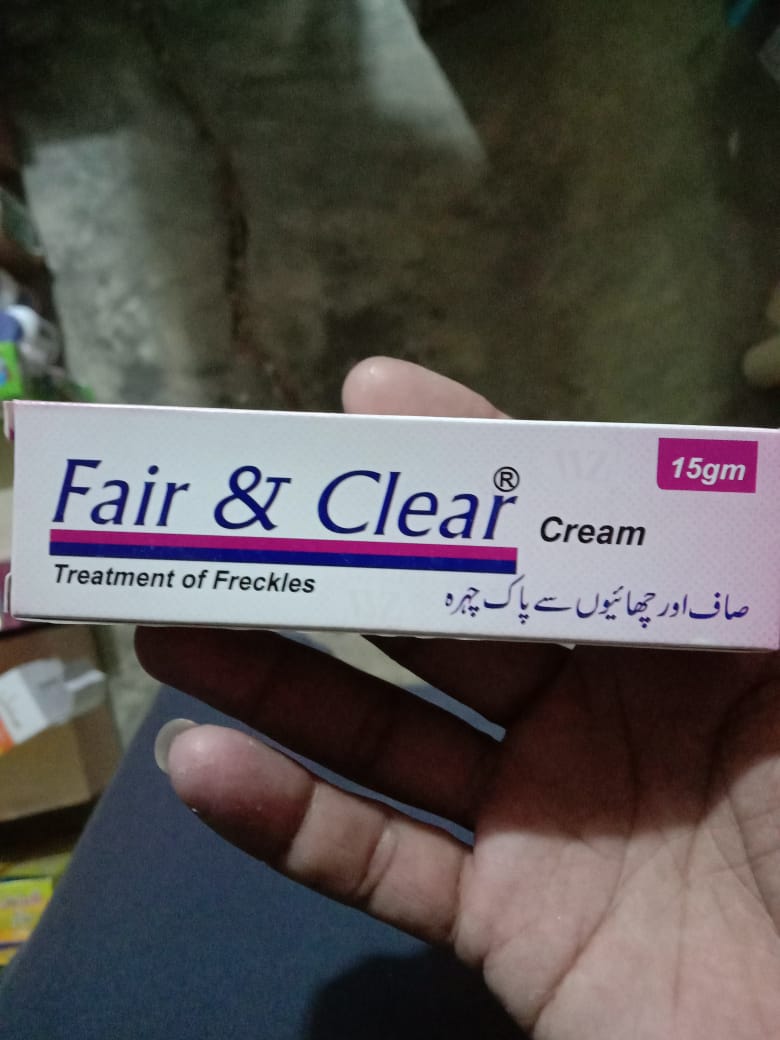 Fair & Clear® Cream
15gm
Treatment of Freckles
صاف اور چھائیوں سے پاک چہرہ